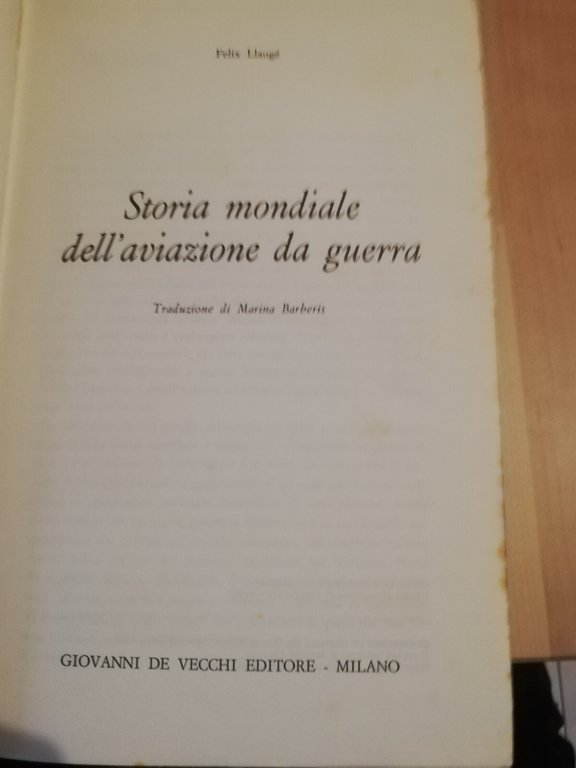 Felix Llaugé
Storia mondiale
dell'aviazione da guerra
Traduzione di Marina Barberis
GIOVANNI DE VECCHI EDITORE - MILANO